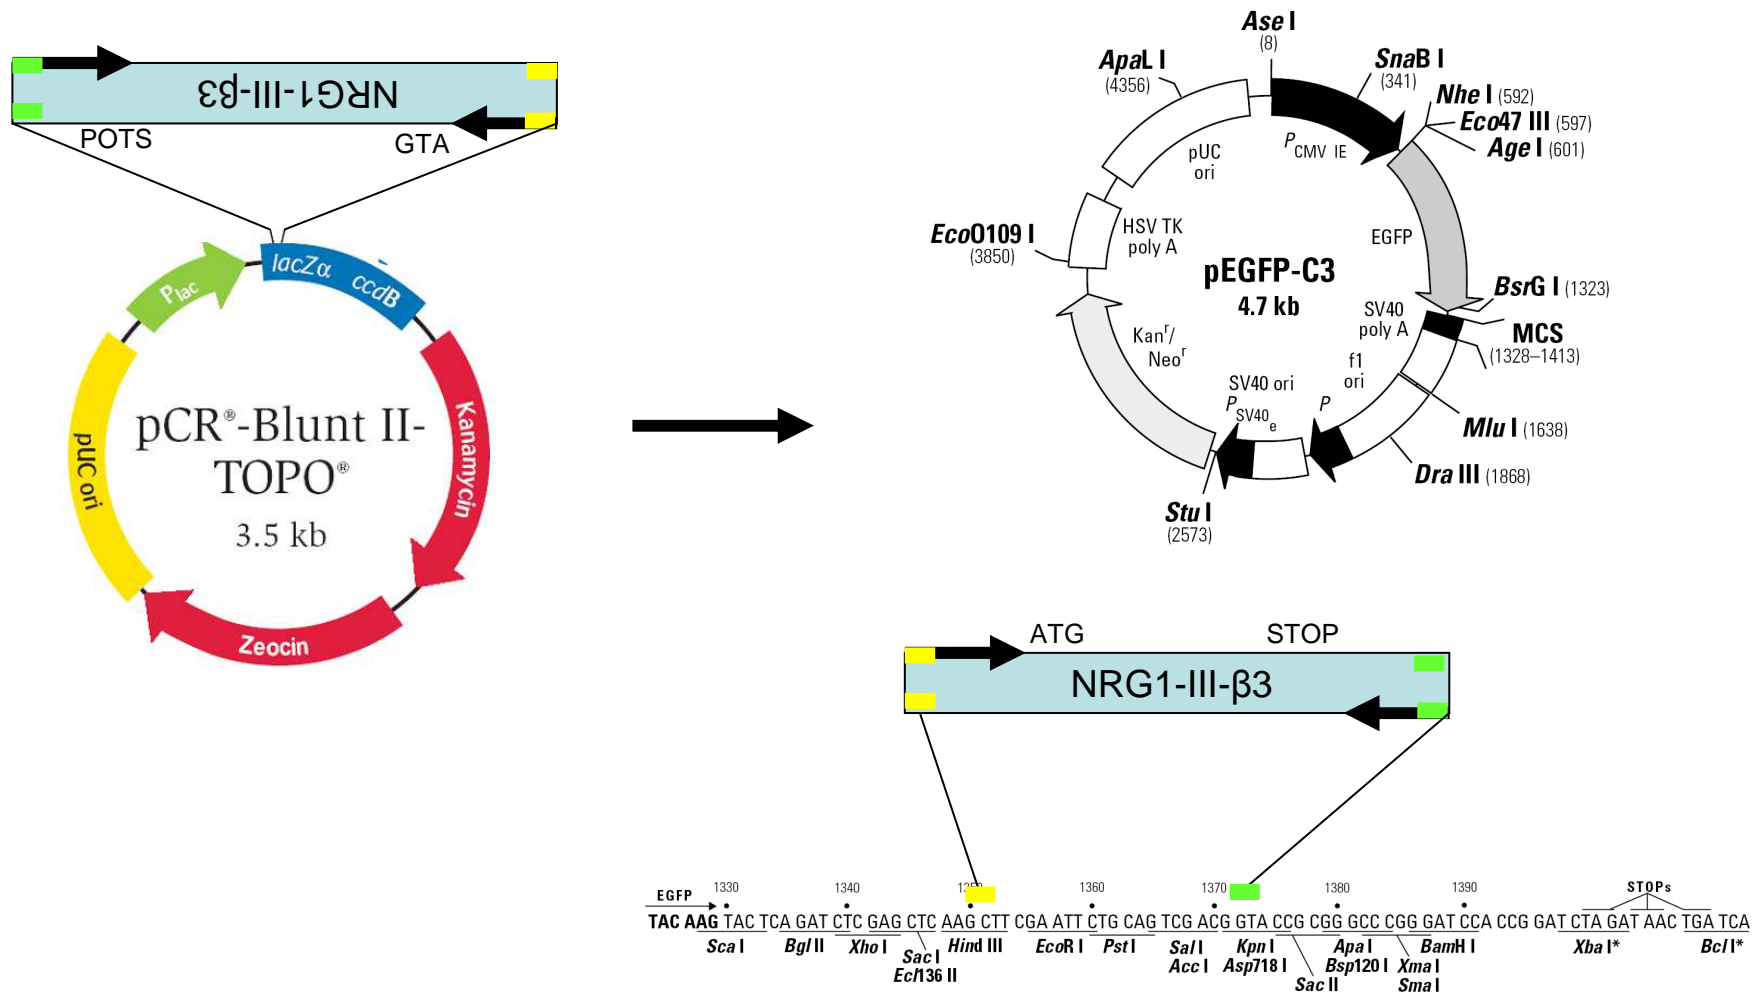 NRG1-III-β3
POTS
GTA
Plac
lacZα ccdB
Kanamycin
Zeocin
pUC ori
pCR®-Blunt II-
TOPO®
3.5 kb
Ase I
(8)
SnaB I
(341)
Nhe I (592)
Eco47 III (597)
Age I (601)
ApaL I
(4356)
PCMV IE
pUC
ori
EGFP
EcoO109 I
(3850)
HSV TK
poly A
pEGFP-C3
4.7 kb
BsrG I (1323)
SV40
poly A
MCS
(1328–1413)
f1
ori
Kanr/
Neor
SV40 ori
PSV40e
P
Mlu I (1638)
Dra III (1868)
Stu I
(2573)
ATG STOP
NRG1-III-β3
EGFP
1330 1340 1350 1360 1370 1380 1390
STOPs
TAC AAG TAC TCA GAT CTC GAG CTC AAG CTT CGA ATT CTG CAG TCG ACG GTA CCG CGG GCC CGG GAT CCA CCG GAT CTA GAT AAC TGA TCA
Sca I Bgl II Xho I Hind III EcoR I Pst I Sal I Kpn I Apa I BamH I Xba I* Bcl I*
Sac I Acc I Asp718 I Bsp120 I Xma I
Ecl136 II Sac II Sma I